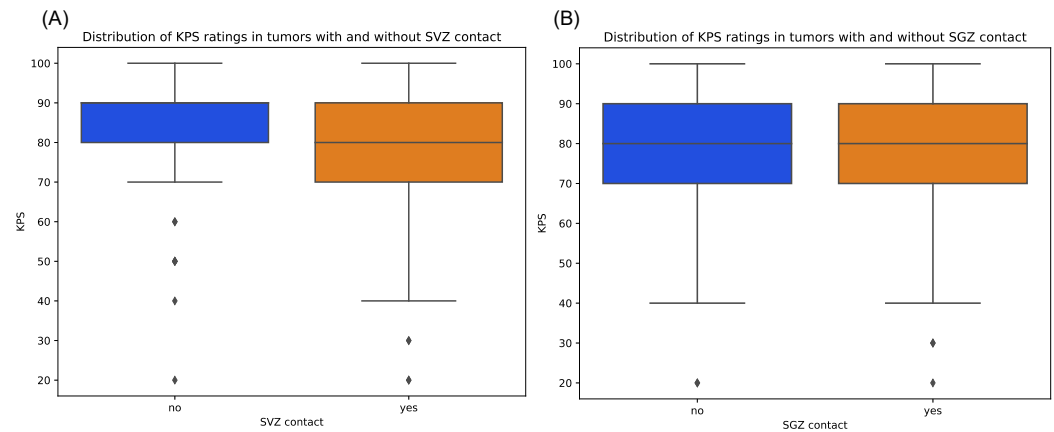 (A)
Distribution of KPS ratings in tumors with and without SVZ contact
100
90
80
70
60
50
40
30
20
KPS
no
yes
SVZ contact
(B)
Distribution of KPS ratings in tumors with and without SGZ contact
100
90
80
70
60
50
40
30
20
KPS
no
yes
SGZ contact